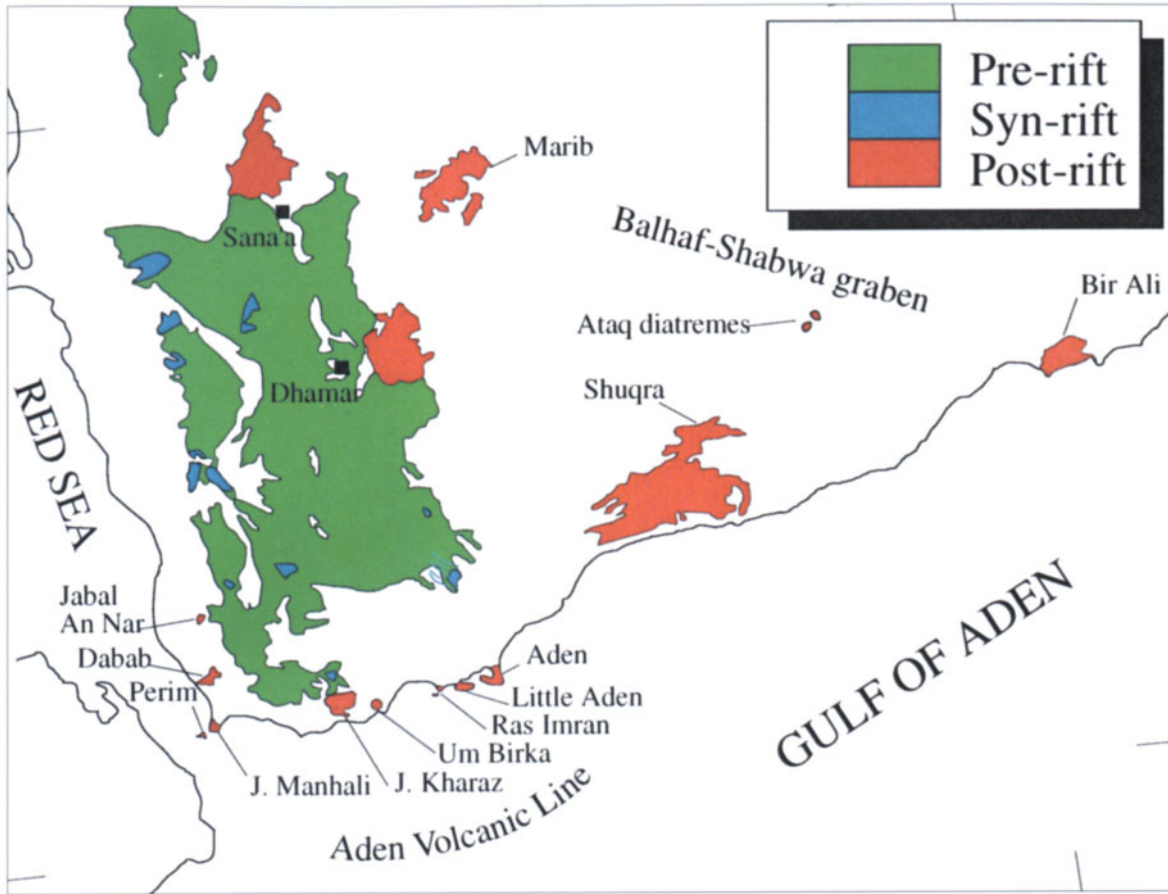 Pre-rift
Syn-rift
Post-rift
Marib
Sana'a
Balhaf-Shabwa graben
Bir Ali
Ataq diatremes
Dhamar
Shuqra
RED SEA
Jabal
An Nar
Dabab
Perim
Aden
Little Aden
Ras Imran
Um Birka
J. Manhali
J. Kharaz
Aden Volcanic Line
GULF OF ADEN